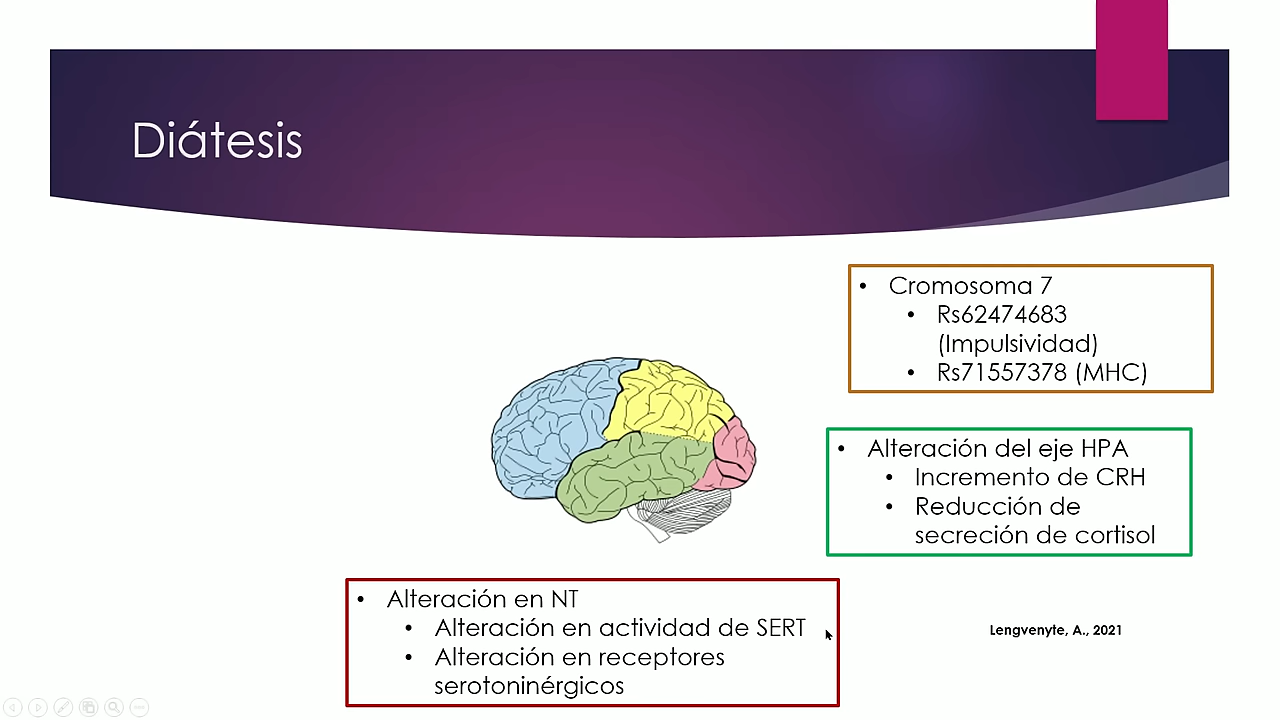 Diátesis
• Cromosoma 7
• Rs62474683
(Impulsividad)
• Rs71557378 (MHC)
• Alteración del eje HPA
• Incremento de CRH
• Reducción de
secreción de cortisol
• Alteración en NT
• Alteración en actividad de SERT
• Alteración en receptores
serotoninérgicos
Lengvenyte, A., 2021